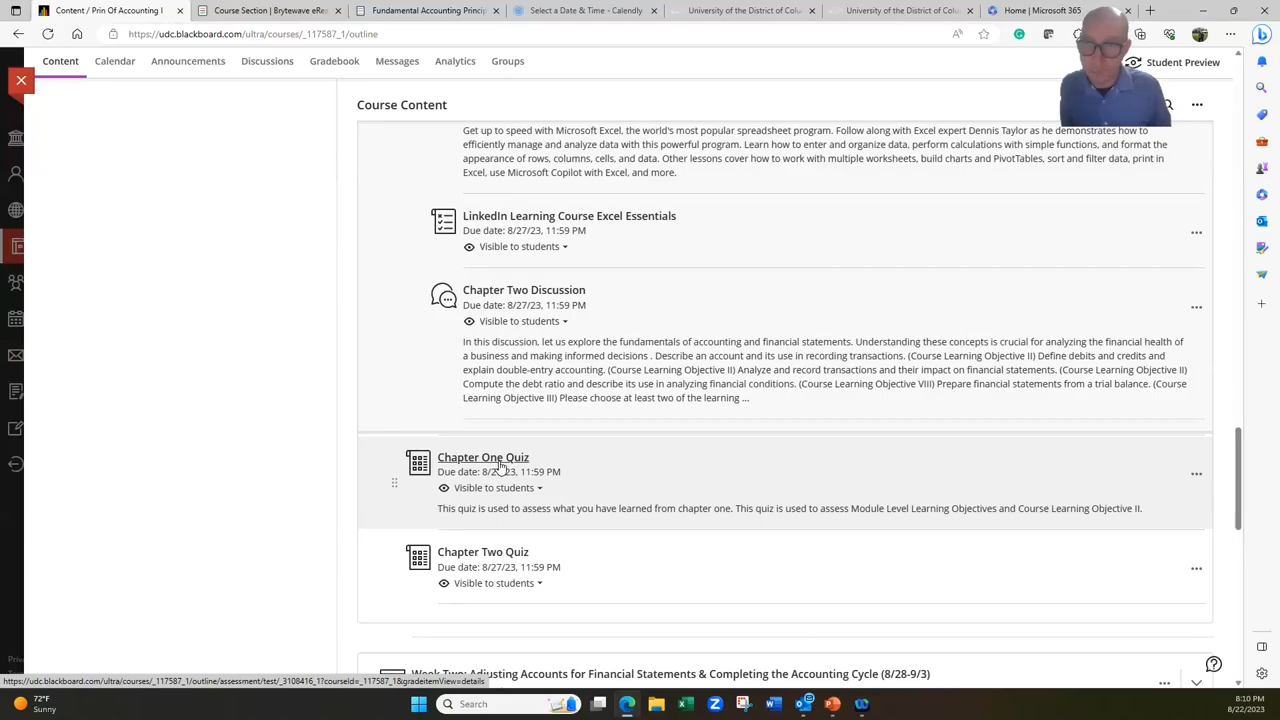 Content / Prin Of Accounting I
Course Section | Brytewave eRea
Fundamental Accounting Princip
Select a Date & Time - Calendly
University of the District of Colu
University of the District of Colu
Home | Microsoft 365
https://udc.blackboard.com/ultra/courses/_117587_1/outline
Content
Calendar
Announcements
Discussions
Gradebook
Messages
Analytics
Groups
Student Preview
Course Content
Get up to speed with Microsoft Excel, the world's most popular spreadsheet program. Follow along with Excel expert Dennis Taylor as he demonstrates how to
efficiently manage and analyze data with this powerful program. Learn how to enter and organize data, perform calculations with simple functions, and format the
appearance of rows, columns, cells, and data. Other lessons cover how to work with multiple worksheets, build charts and PivotTables, sort and filter data, print in
Excel, use Microsoft Copilot with Excel, and more.
LinkedIn Learning Course Excel Essentials
Due date: 8/27/23, 11:59 PM
Visible to students
Chapter Two Discussion
Due date: 8/27/23, 11:59 PM
Visible to students
In this discussion, let us explore the fundamentals of accounting and financial statements. Understanding these concepts is crucial for analyzing the financial health of
a business and making informed decisions . Describe an account and its use in recording transactions. (Course Learning Objective II) Define debits and credits and
explain double-entry accounting. (Course Learning Objective II) Analyze and record transactions and their impact on financial statements. (Course Learning Objective II)
Compute the debt ratio and describe its use in analyzing financial conditions. (Course Learning Objective VIII) Prepare financial statements from a trial balance. (Course
Learning Objective III) Please choose at least two of the learning ...
Chapter One Quiz
Due date: 8/27/23, 11:59 PM
Visible to students
This quiz is used to assess what you have learned from chapter one. This quiz is used to assess Module Level Learning Objectives and Course Learning Objective II.
Chapter Two Quiz
Due date: 8/27/23, 11:59 PM
Visible to students
Week Two: Adjusting Accounts for Financial Statements & Completing the Accounting Cycle (8/28-9/3)
https://udc.blackboard.com/ultra/courses/_117587_1/outline/assessment/test/_3108416_1?courseId=_117587_1&gradeitemView=details
72°F
Sunny
Search
8:10 PM
8/22/2023